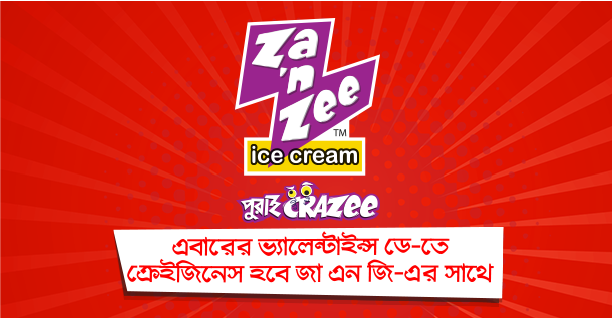 Za
'n
Zee
TM
ice cream
পুরাই CRAZEE
এবারের ভ্যালেন্টাইন্স ডে-তে
ক্রেইজিনেস হবে জা এন জি-এর সাথে